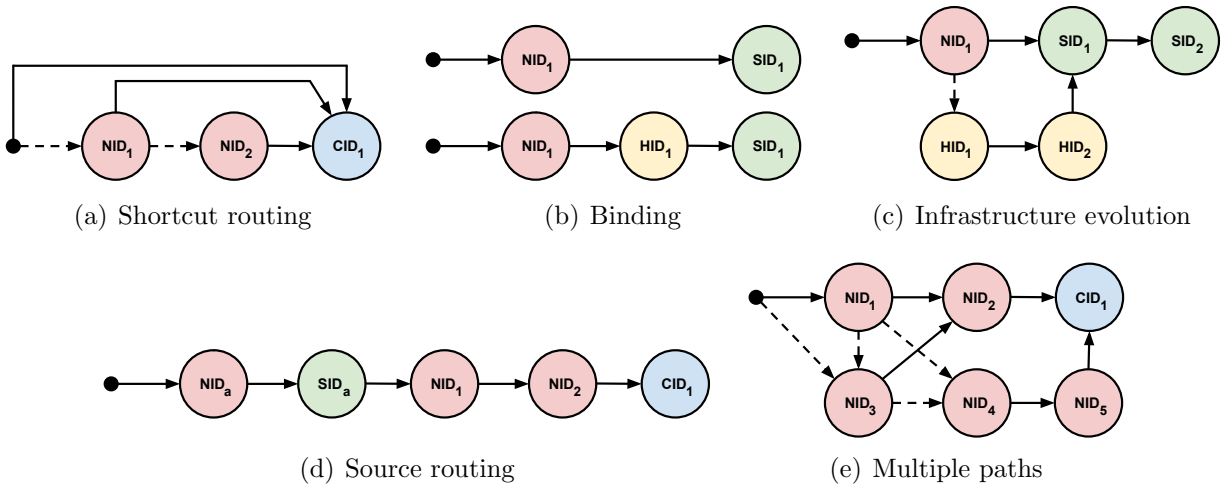 NID₁ NID₂ CID₁
(a) Shortcut routing
NID₁ SID₁
NID₁ HID₁ SID₁
(b) Binding
NID₁ SID₁ SID₂
HID₁ HID₂
(c) Infrastructure evolution
NIDₐ SIDₐ NID₁ NID₂ CID₁
(d) Source routing
NID₁ NID₂ CID₁
NID₃ NID₄ NID₅
(e) Multiple paths